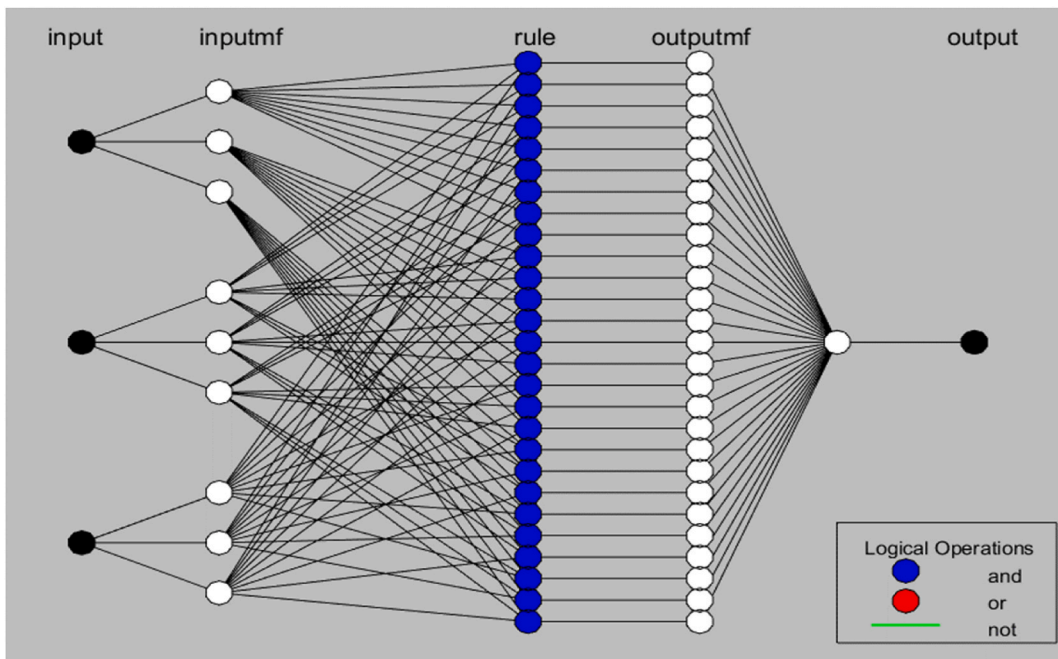 input inputmf rule outputmf output
Logical Operations
and
or
not